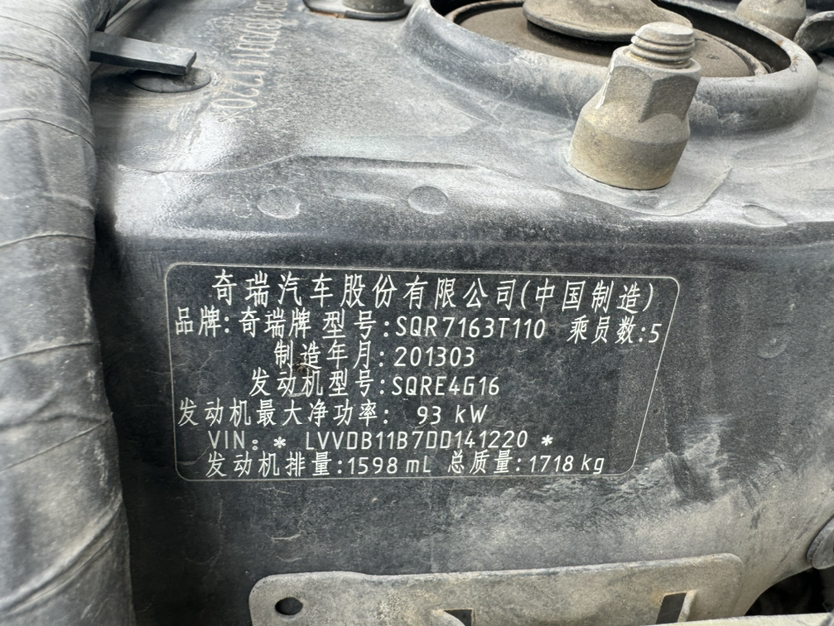 奇瑞汽车股份有限公司(中国制造)
品牌:奇瑞牌 型号:SQR7163T110 乘员数:5
制造年月:201303
发动机型号:SQRE4G16
发动机最大净功率: 93 kW
VIN: * LVVDB11B7DD141220 *
发动机排量:1598 mL 总质量:1718 kg